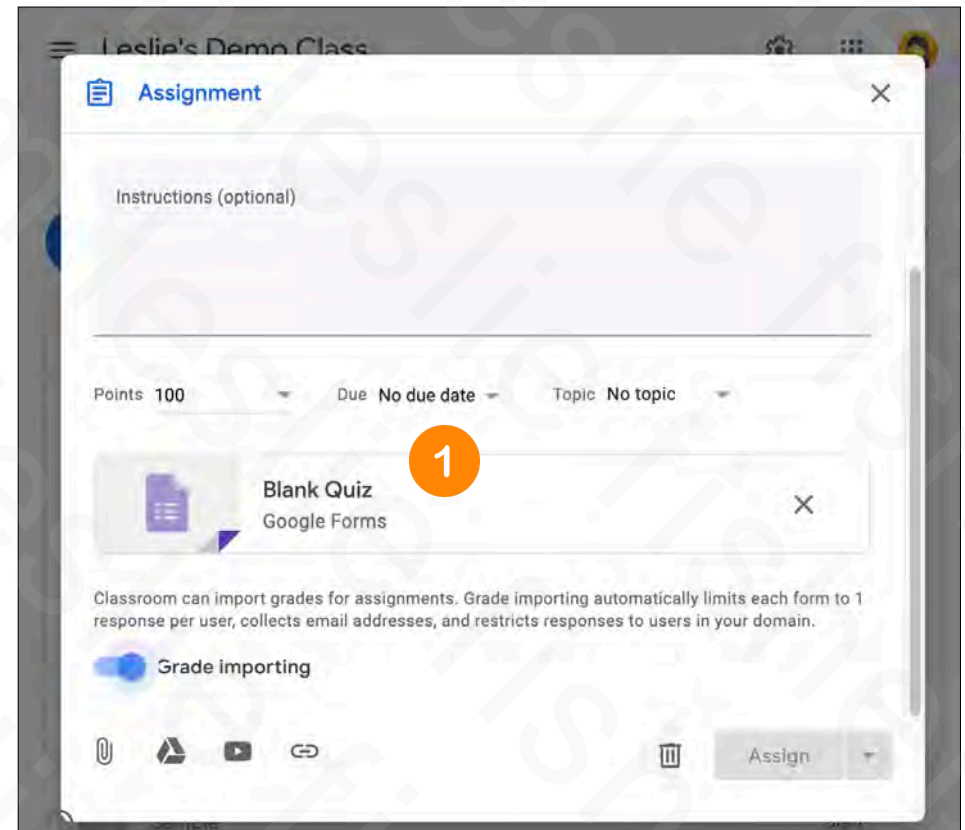 Leslie's Demo Class
Assignment
Instructions (optional)
Points 100 Due No due date Topic No topic
1
Blank Quiz
Google Forms
Classroom can import grades for assignments. Grade importing automatically limits each form to 1
response per user, collects email addresses, and restricts responses to users in your domain.
Grade importing
Assign